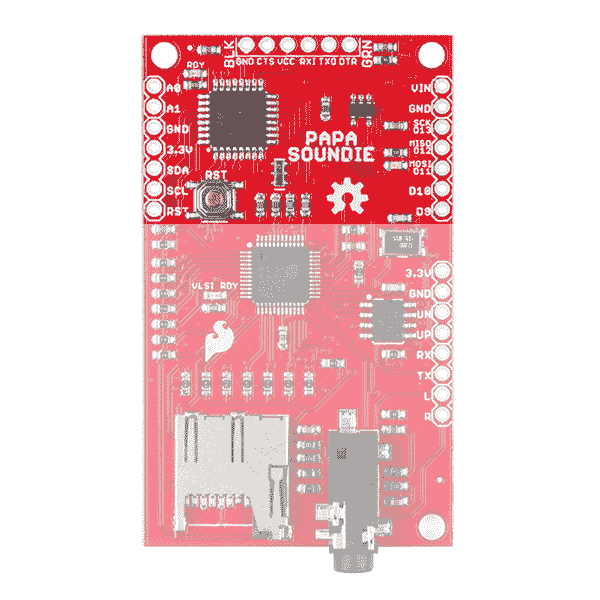 BLK
GND CTS VCC RXI TXO DTR
GRN
RDY
A0
A1
GND
3.3V
SDA
SCL
RST
RST
PAPA
SOUNDIE
VIN
GND
SCK
D13
MISO
D12
MOSI
D11
D10
D9
VLSI RDY
3.3V
GND
UN
UP
RX
TX
L
R